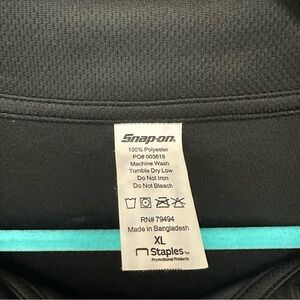 Snap-on
100% Polyester
PO# 003618
Machine Wash
Tumble Dry Low
Do Not Iron
Do Not Bleach
RN# 79494
Made in Bangladesh
XL
Staples™
Promotional Products